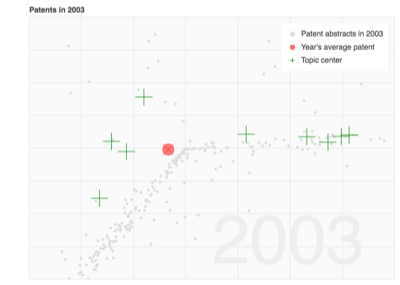 Patents in 2003
Patent abstracts in 2003
Year's average patent
Topic center
2003